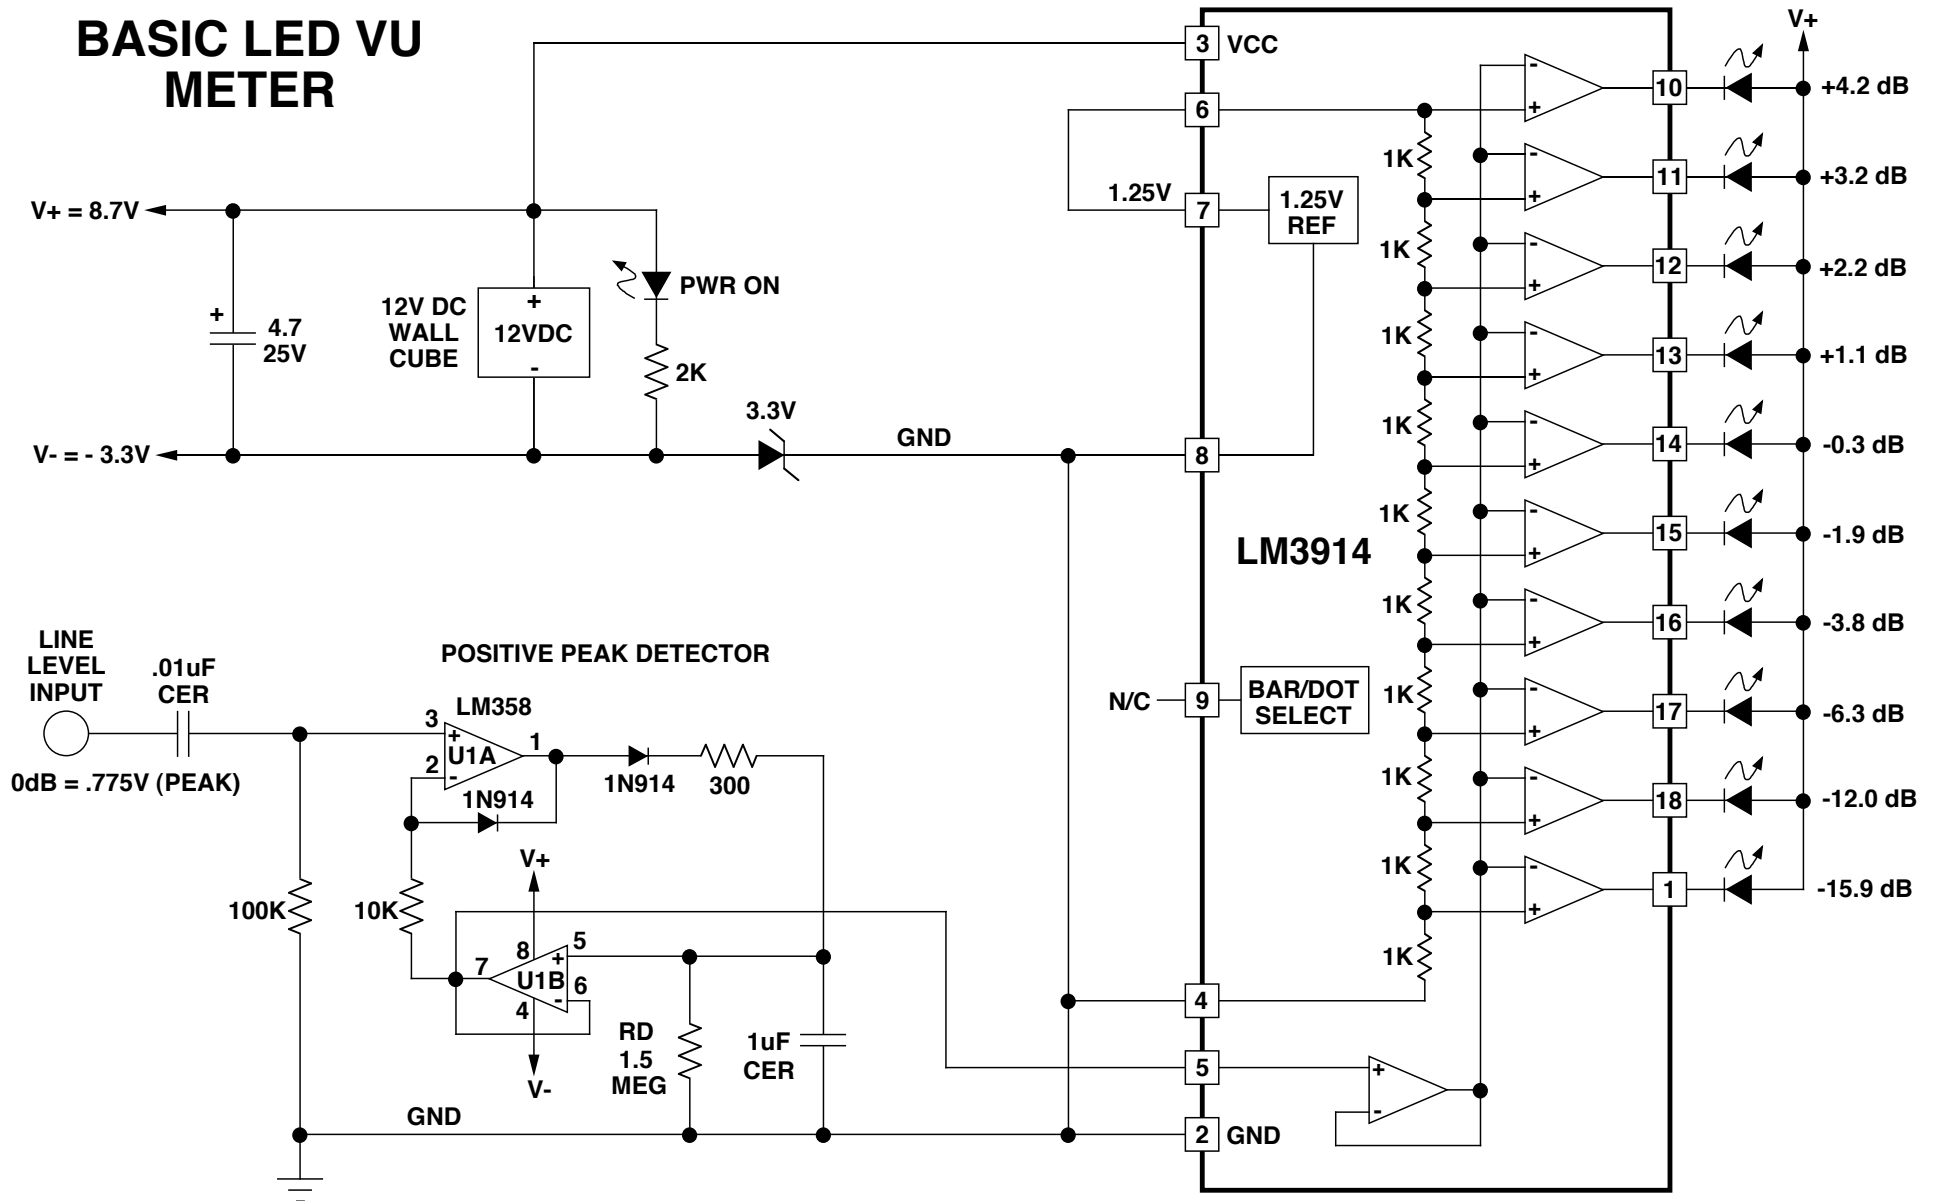 BASIC LED VU
METER
3 VCC
6
1.25V
7
1.25V
REF
V+ = 8.7V
+
4.7
25V
12V DC
WALL
CUBE
+
12VDC
-
PWR ON
2K
V- = - 3.3V
3.3V
GND
8
LM3914
N/C
9
BAR/DOT
SELECT
1K
1K
1K
1K
1K
1K
1K
1K
1K
1K
V+
- + 10 +4.2 dB
- + 11 +3.2 dB
- + 12 +2.2 dB
- + 13 +1.1 dB
- + 14 -0.3 dB
- + 15 -1.9 dB
- + 16 -3.8 dB
- + 17 -6.3 dB
- + 18 -12.0 dB
- + 1 -15.9 dB
4
5
+
-
2 GND
LINE
LEVEL
INPUT
.01uF
CER
0dB = .775V (PEAK)
POSITIVE PEAK DETECTOR
LM358
3
+
U1A
1
2
-
1N914
1N914
300
100K
10K
V+
8
5
+
7
U1B
6
-
4
V-
RD
1.5
MEG
1uF
CER
GND